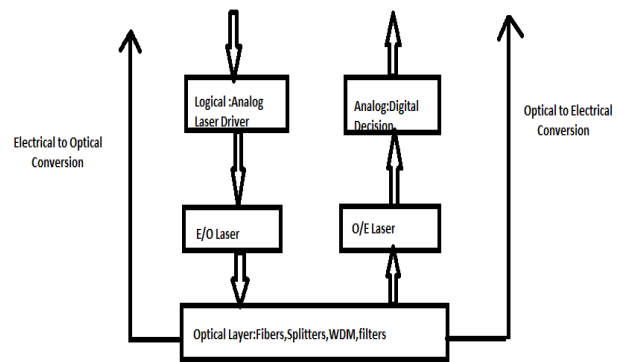 Logical :Analog
Laser Driver
Analog:Digital
Decision
Electrical to Optical
Conversion
Optical to Electrical
Conversion
E/O Laser
O/E Laser
Optical Layer:Fibers,Splitters,WDM,filters